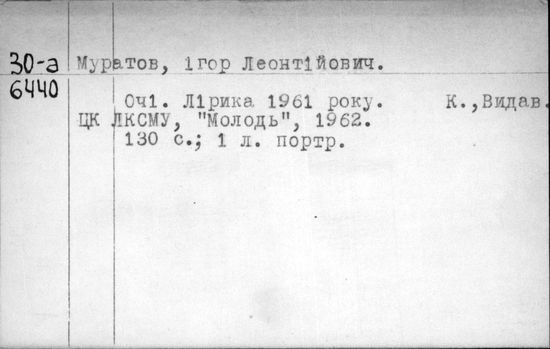 30-а Муратов, ігор Леонтійович.
6440
Очі. Лірика 1961 року. К.,Видав.
ЦК ЛКСМУ, "Молодь", 1962.
130 с.; 1 л. портр.